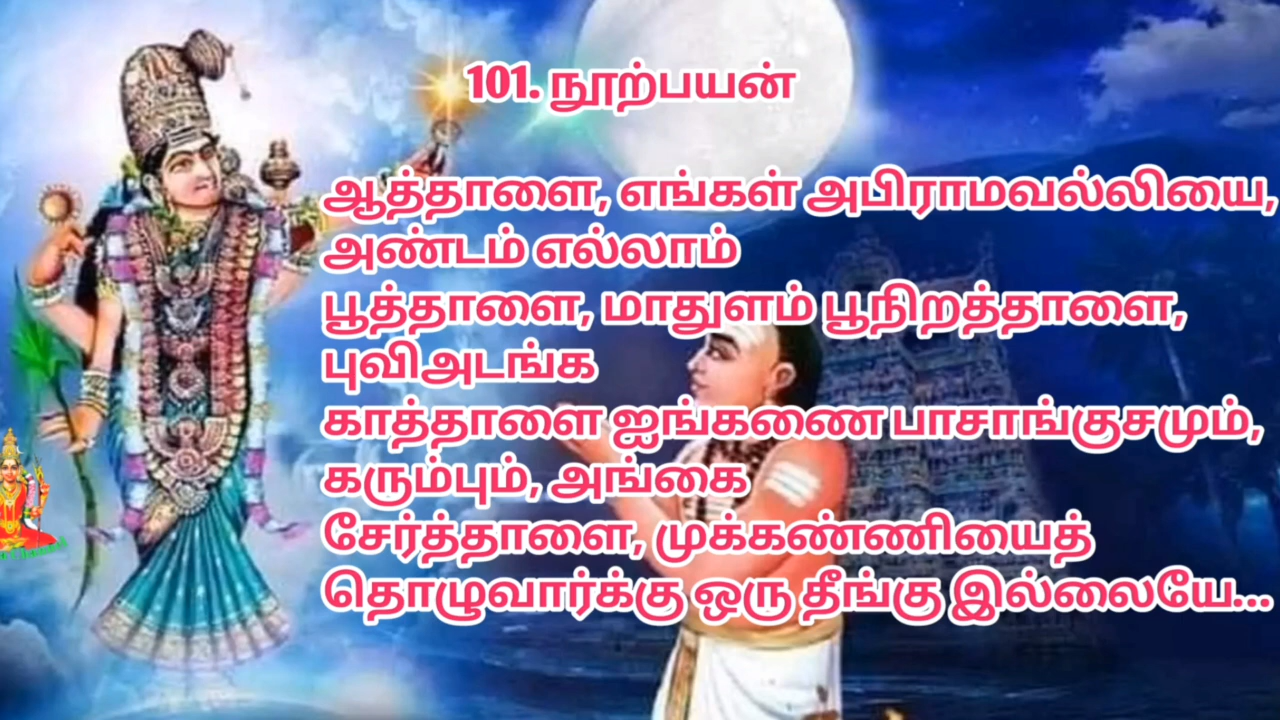 101. நூற்பயன்
ஆத்தாளை, எங்கள் அபிராமவல்லியை,
அண்டம் எல்லாம்
பூத்தாளை, மாதுளம் பூநிறத்தாளை,
புவிஅடங்க
காத்தாளை ஐங்கணை பாசாங்குசமும்,
கரும்பும், அங்கை
சேர்த்தாளை, முக்கண்ணியைத்
தொழுவார்க்கு ஒரு தீங்கு இல்லையே...